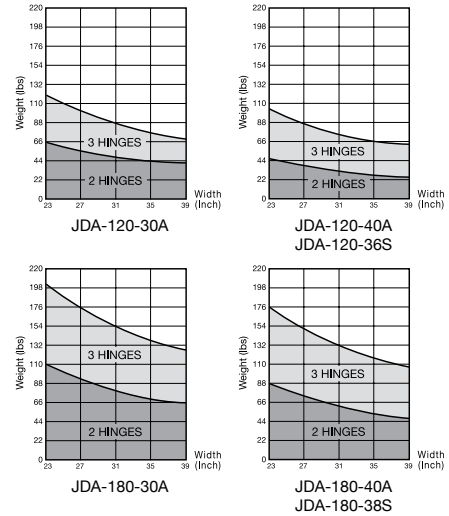 Weight (lbs)
220
198
176
154
132
110
88
66
44
22
0
3 HINGES
2 HINGES
23 27 31 35 39
Width
(Inch)
JDA-120-30A
Weight (lbs)
220
198
176
154
132
110
88
66
44
22
0
3 HINGES
2 HINGES
23 27 31 35 39
Width
(Inch)
JDA-120-40A
JDA-120-36S
Weight (lbs)
220
198
176
154
132
110
88
66
44
22
0
3 HINGES
2 HINGES
23 27 31 35 39
Width
(Inch)
JDA-180-30A
Weight (lbs)
220
198
176
154
132
110
88
66
44
22
0
3 HINGES
2 HINGES
23 27 31 35 39
Width
(Inch)
JDA-180-40A
JDA-180-38S